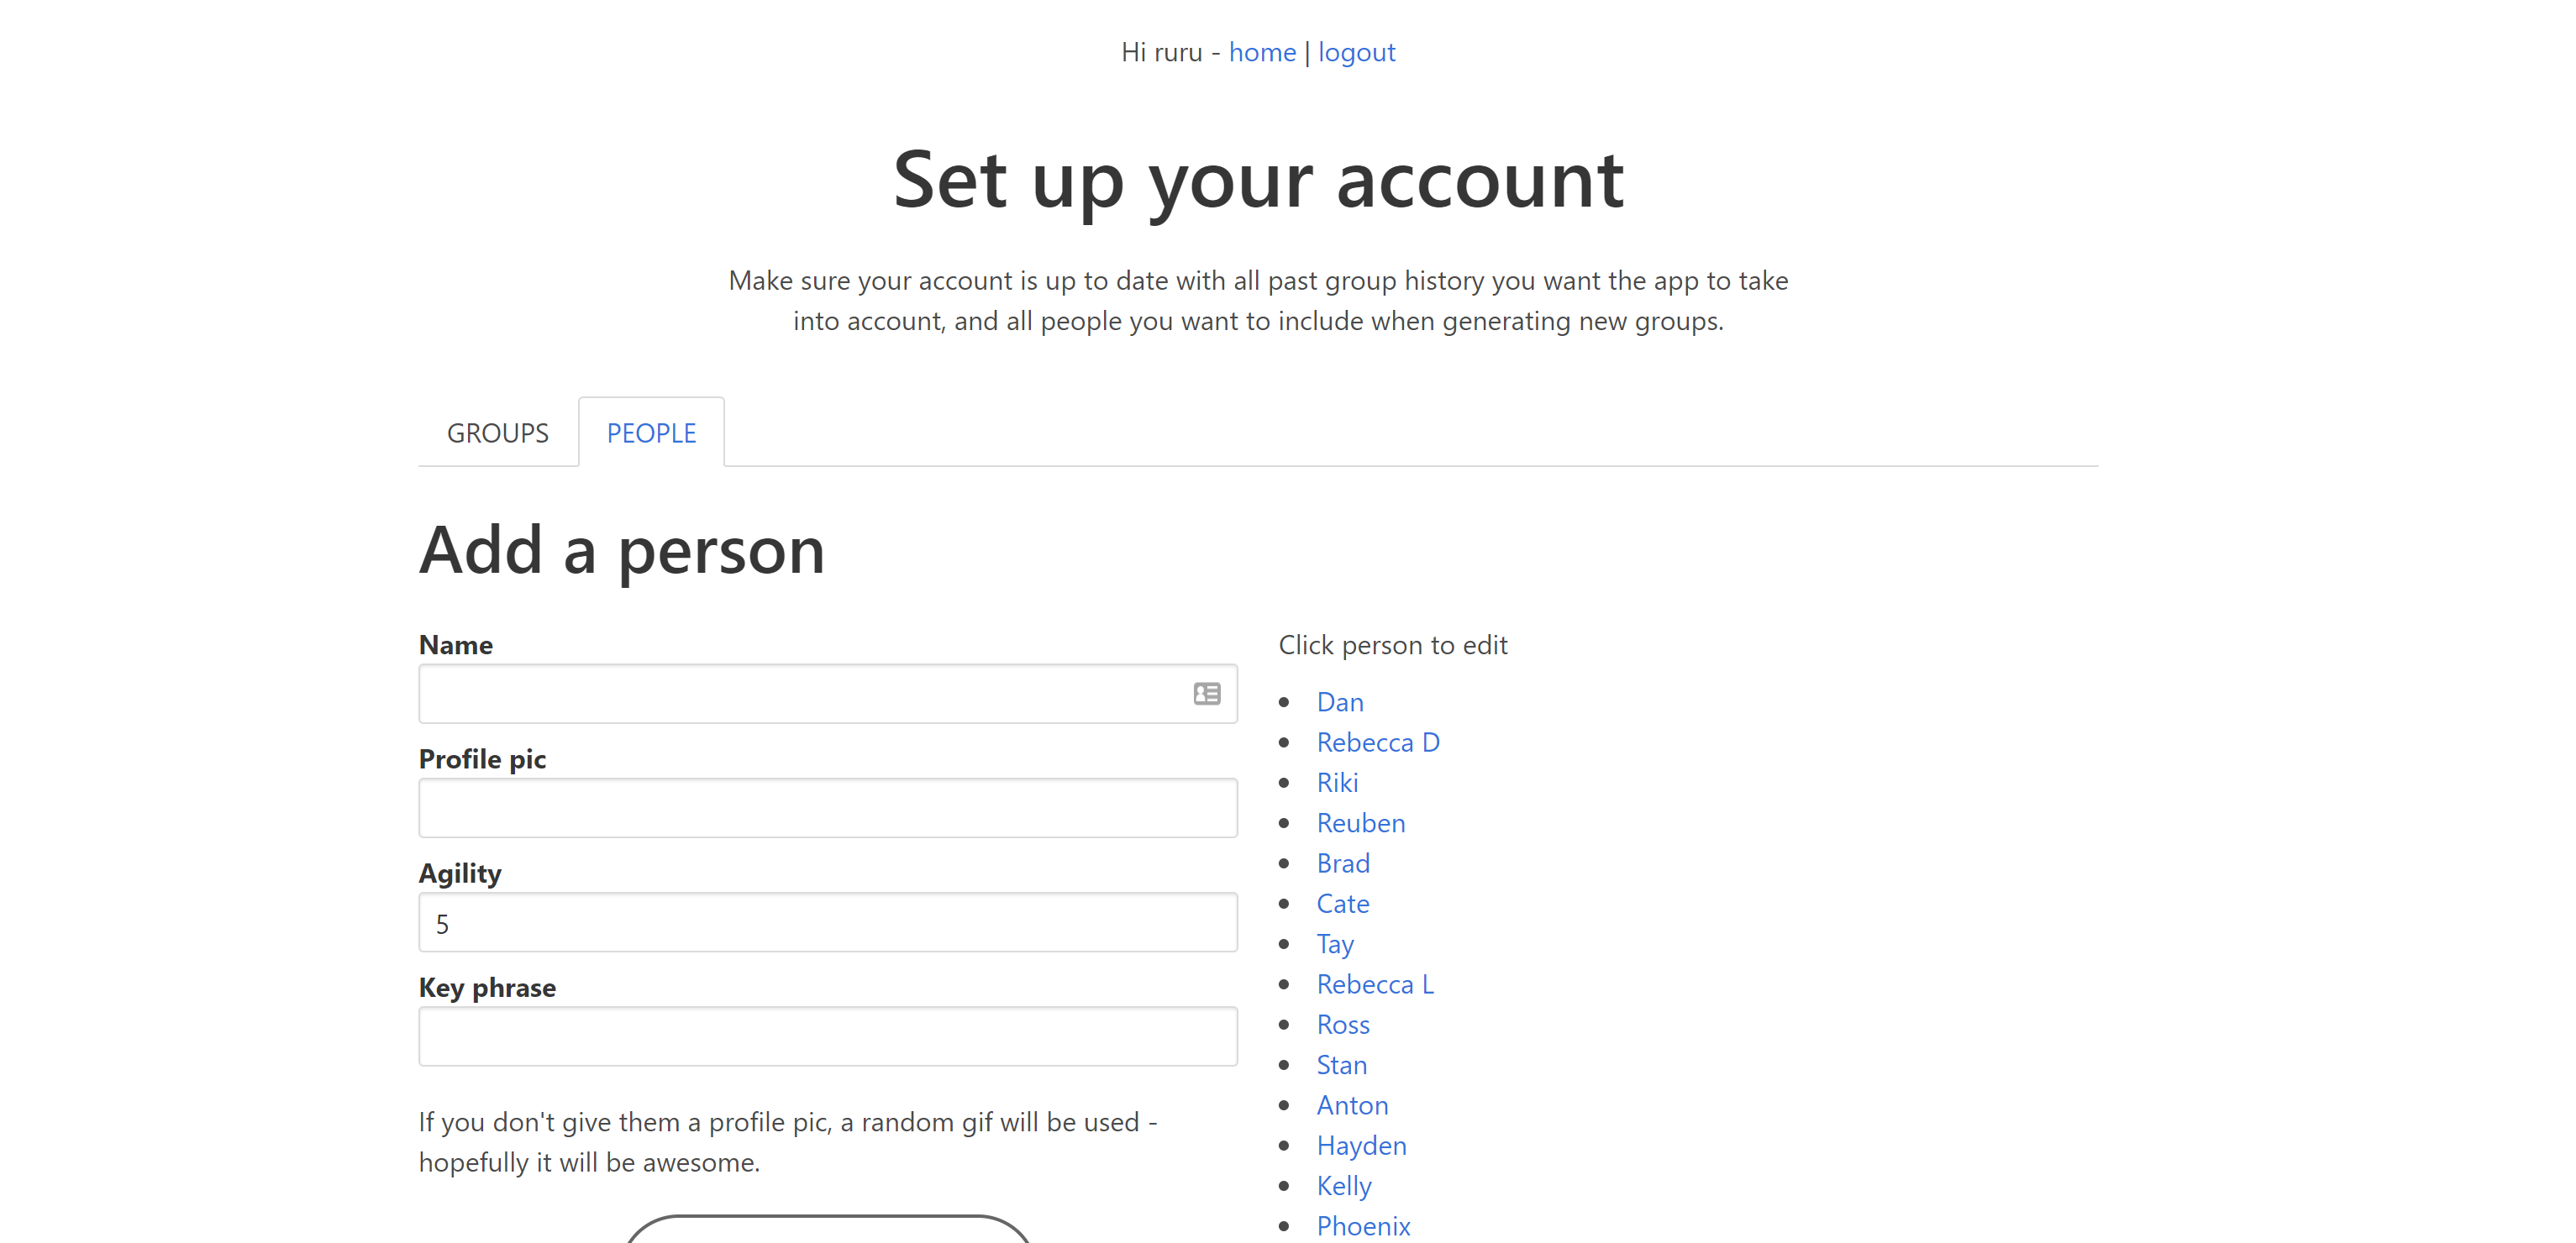 Hi ruru - home | logout
Set up your account
Make sure your account is up to date with all past group history you want the app to take
into account, and all people you want to include when generating new groups.
GROUPS
PEOPLE
Add a person
Name
Profile pic
Agility
5
Key phrase
If you don't give them a profile pic, a random gif will be used -
hopefully it will be awesome.
Click person to edit
Dan
Rebecca D
Riki
Reuben
Brad
Cate
Tay
Rebecca L
Ross
Stan
Anton
Hayden
Kelly
Phoenix